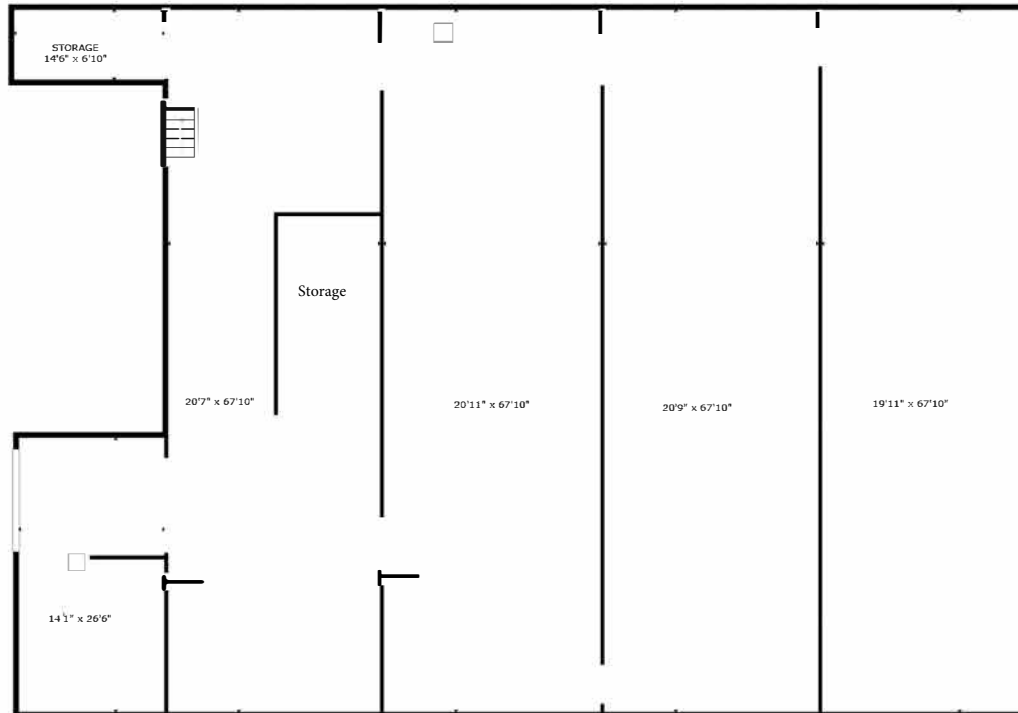 STORAGE
14'6" x 6'10"
Storage
20'7" x 67'10"
20'11" x 67'10"
20'9" x 67'10"
19'11" x 67'10"
14'1" x 26'6"